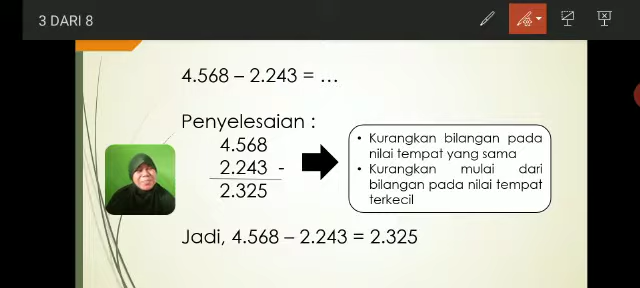 3 DARI 8
4.568 – 2.243 = …
Penyelesaian :
4.568
2.243 -
2.325
• Kurangkan bilangan pada
nilai tempat yang sama
• Kurangkan mulai dari
bilangan pada nilai tempat
terkecil
Jadi, 4.568 – 2.243 = 2.325